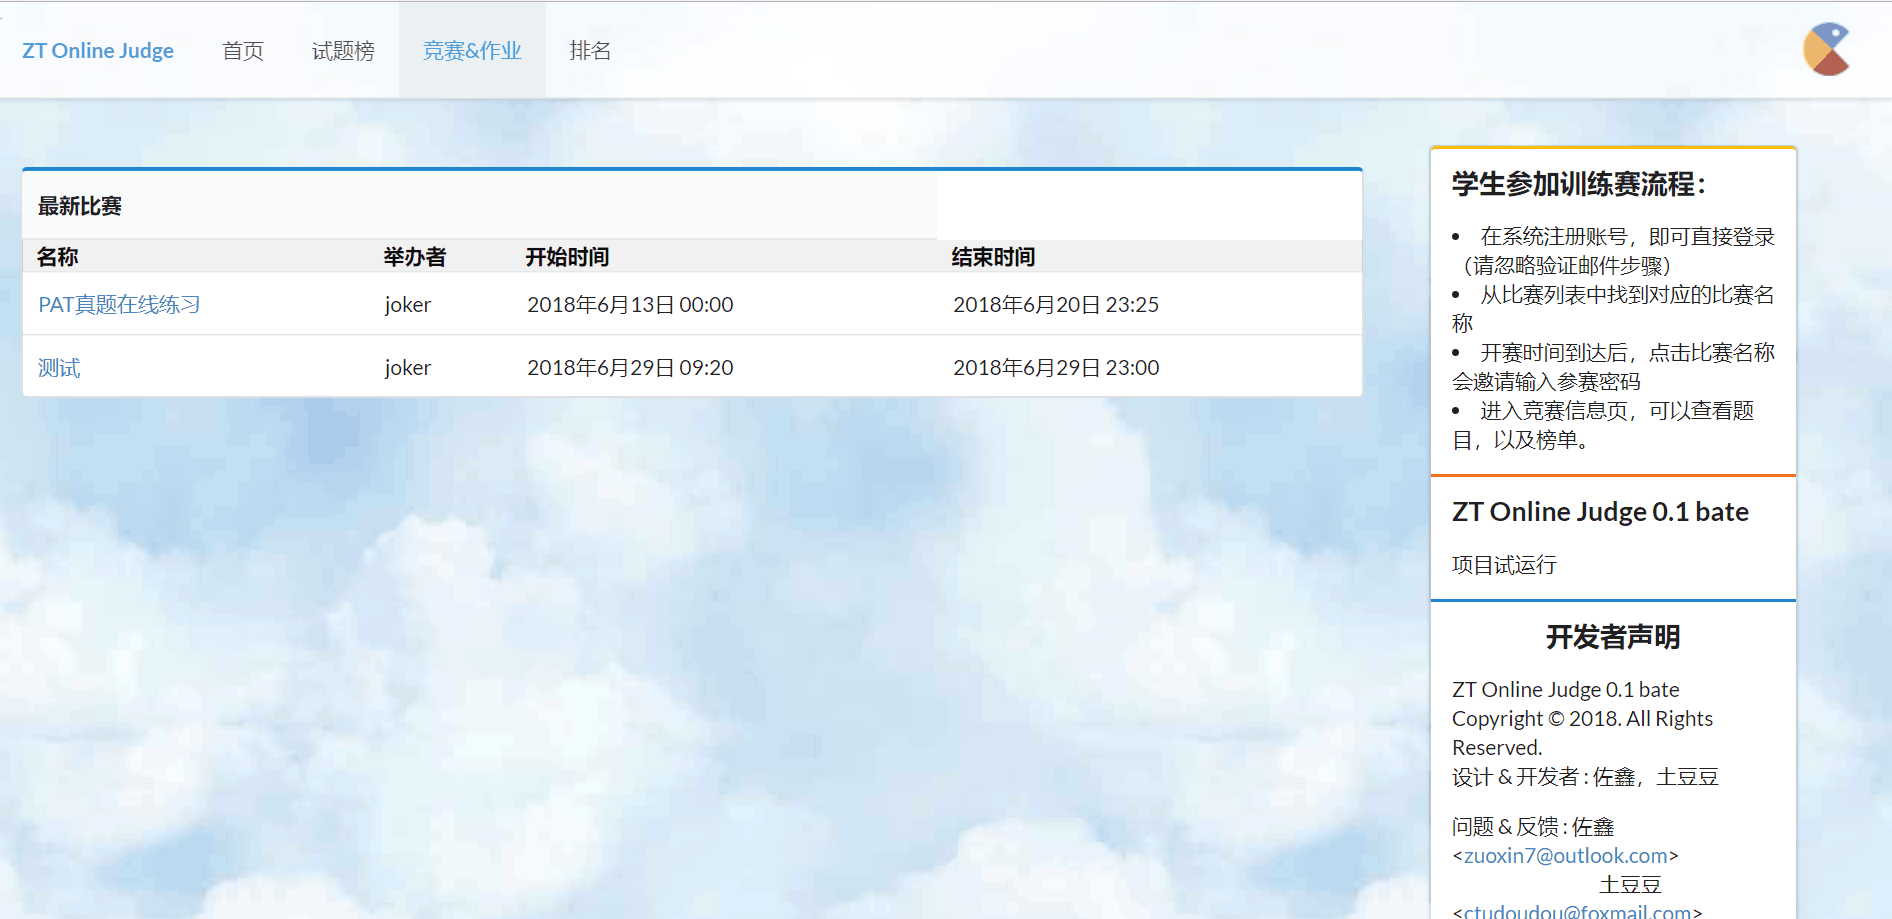 ZT Online Judge 首页 试题榜 竞赛&作业 排名
最新比赛
名称 举办者 开始时间 结束时间
PAT真题在线练习 joker 2018年6月13日 00:00 2018年6月20日 23:25
测试 joker 2018年6月29日 09:20 2018年6月29日 23:00
学生参加训练赛流程：
• 在系统注册账号，即可直接登录
（请忽略验证邮件步骤）
• 从比赛列表中找到对应的比赛名
称
• 开赛时间到达后，点击比赛名称
会邀请输入参赛密码
• 进入竞赛信息页，可以查看题
目，以及榜单。
ZT Online Judge 0.1 bate
项目试运行
开发者声明
ZT Online Judge 0.1 bate
Copyright © 2018. All Rights
Reserved.
设计 & 开发者 : 佐鑫，土豆豆
问题 & 反馈 : 佐鑫
<zuoxin7@outlook.com>
土豆豆
<ctudoudou@foxmail.com>